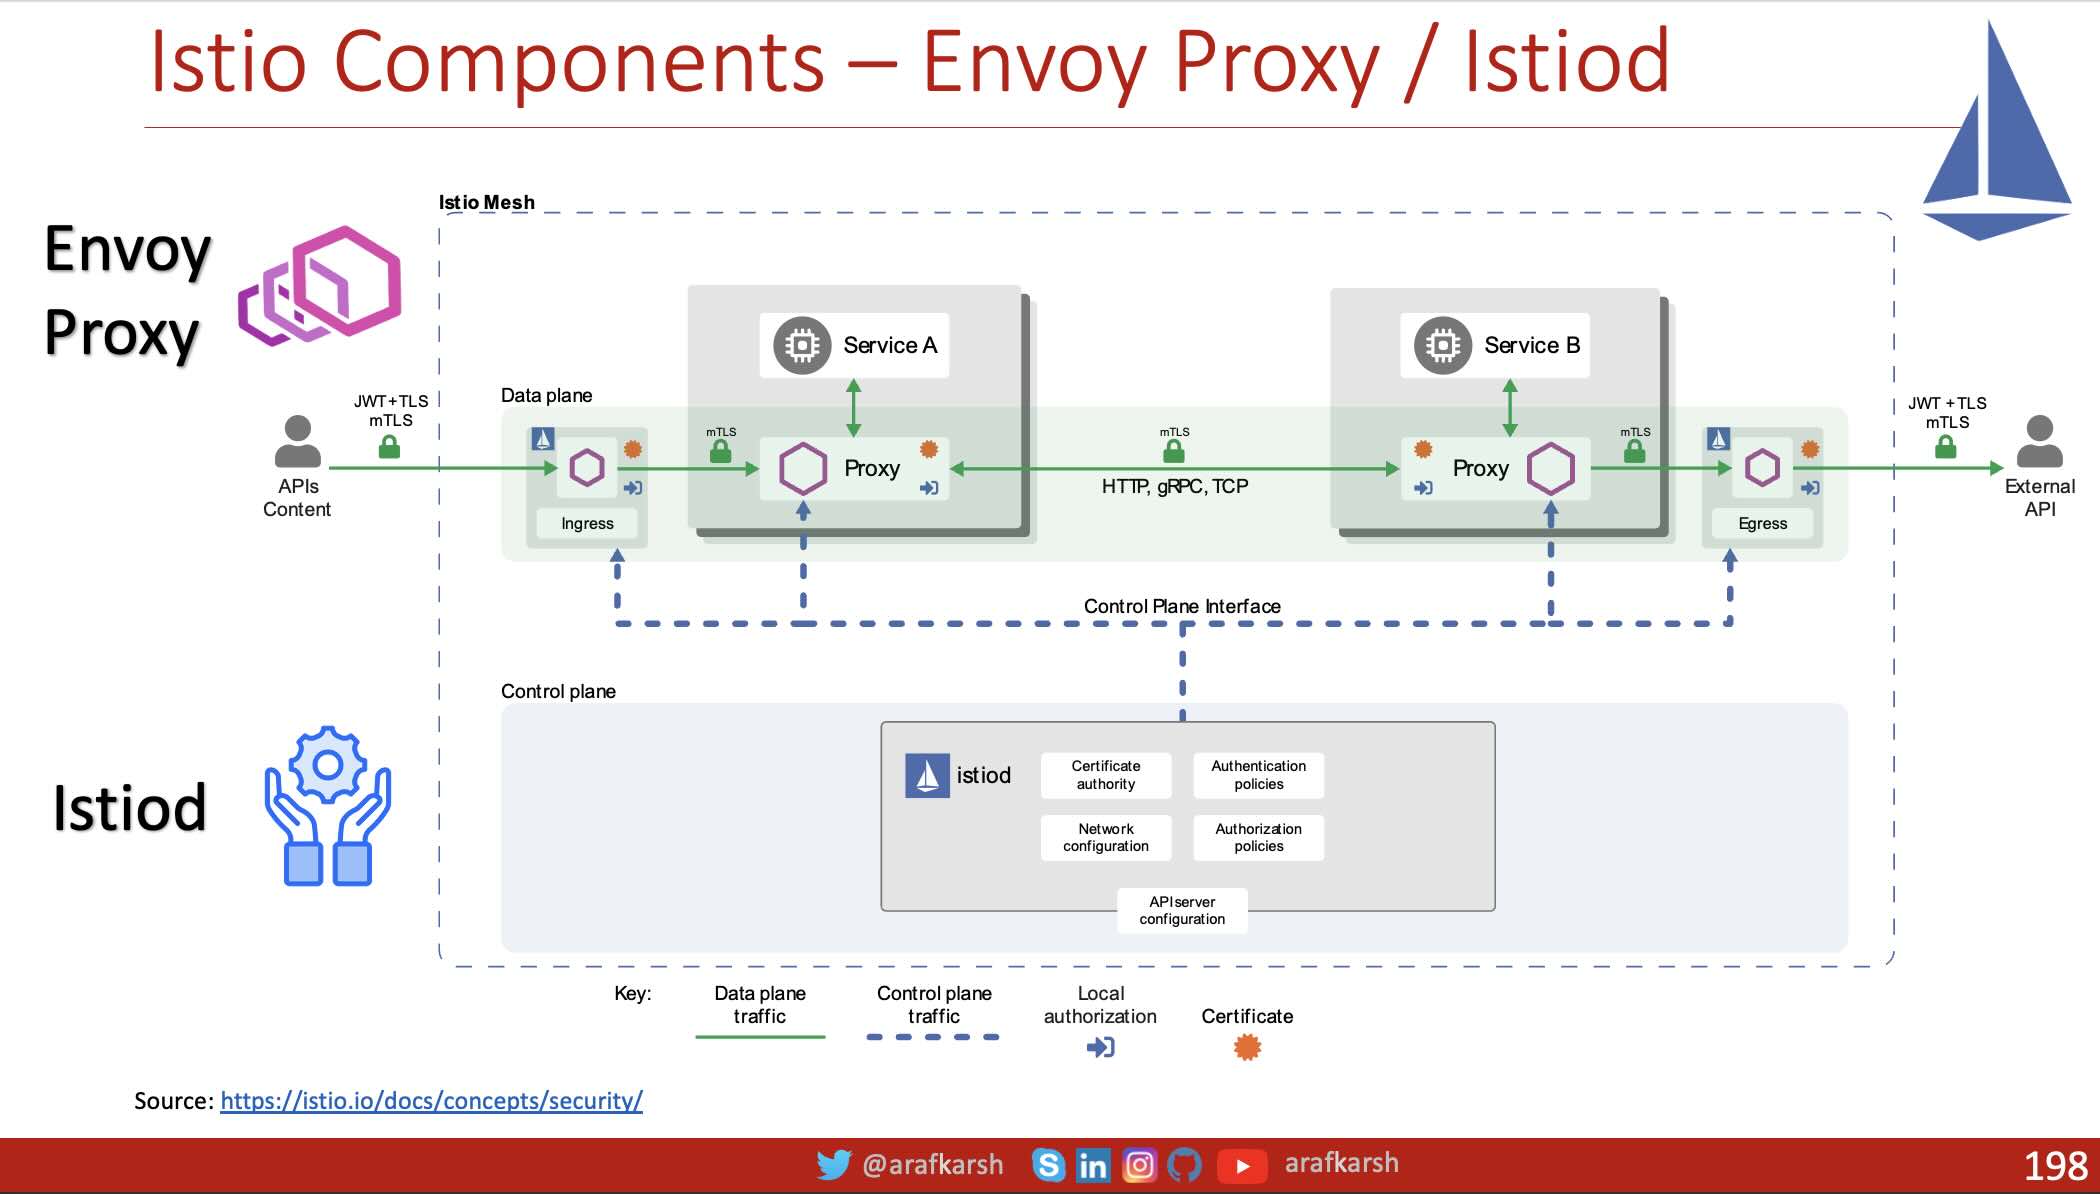 Istio Components – Envoy Proxy / Istiod
Istio Mesh
Envoy
Proxy
Service A
Service B
Data plane
JWT+TLS
mTLS
JWT +TLS
mTLS
mTLS
mTLS
mTLS
Proxy
Proxy
APIs
Content
HTTP, gRPC, TCP
External
API
Ingress
Egress
Control Plane Interface
Control plane
Istiod
istiod
Certificate
authority
Authentication
policies
Network
configuration
Authorization
policies
API server
configuration
Key:
Data plane
traffic
Control plane
traffic
Local
authorization
Certificate
Source: https://istio.io/docs/concepts/security/
@arafkarsh
in
arafkarsh
198